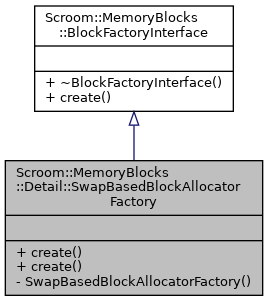 Scroom::MemoryBlocks
::BlockFactoryInterface
+ ~BlockFactoryInterface()
+ create()
Scroom::MemoryBlocks
::Detail::SwapBasedBlockAllocator
Factory
+ create()
+ create()
- SwapBasedBlockAllocatorFactory()